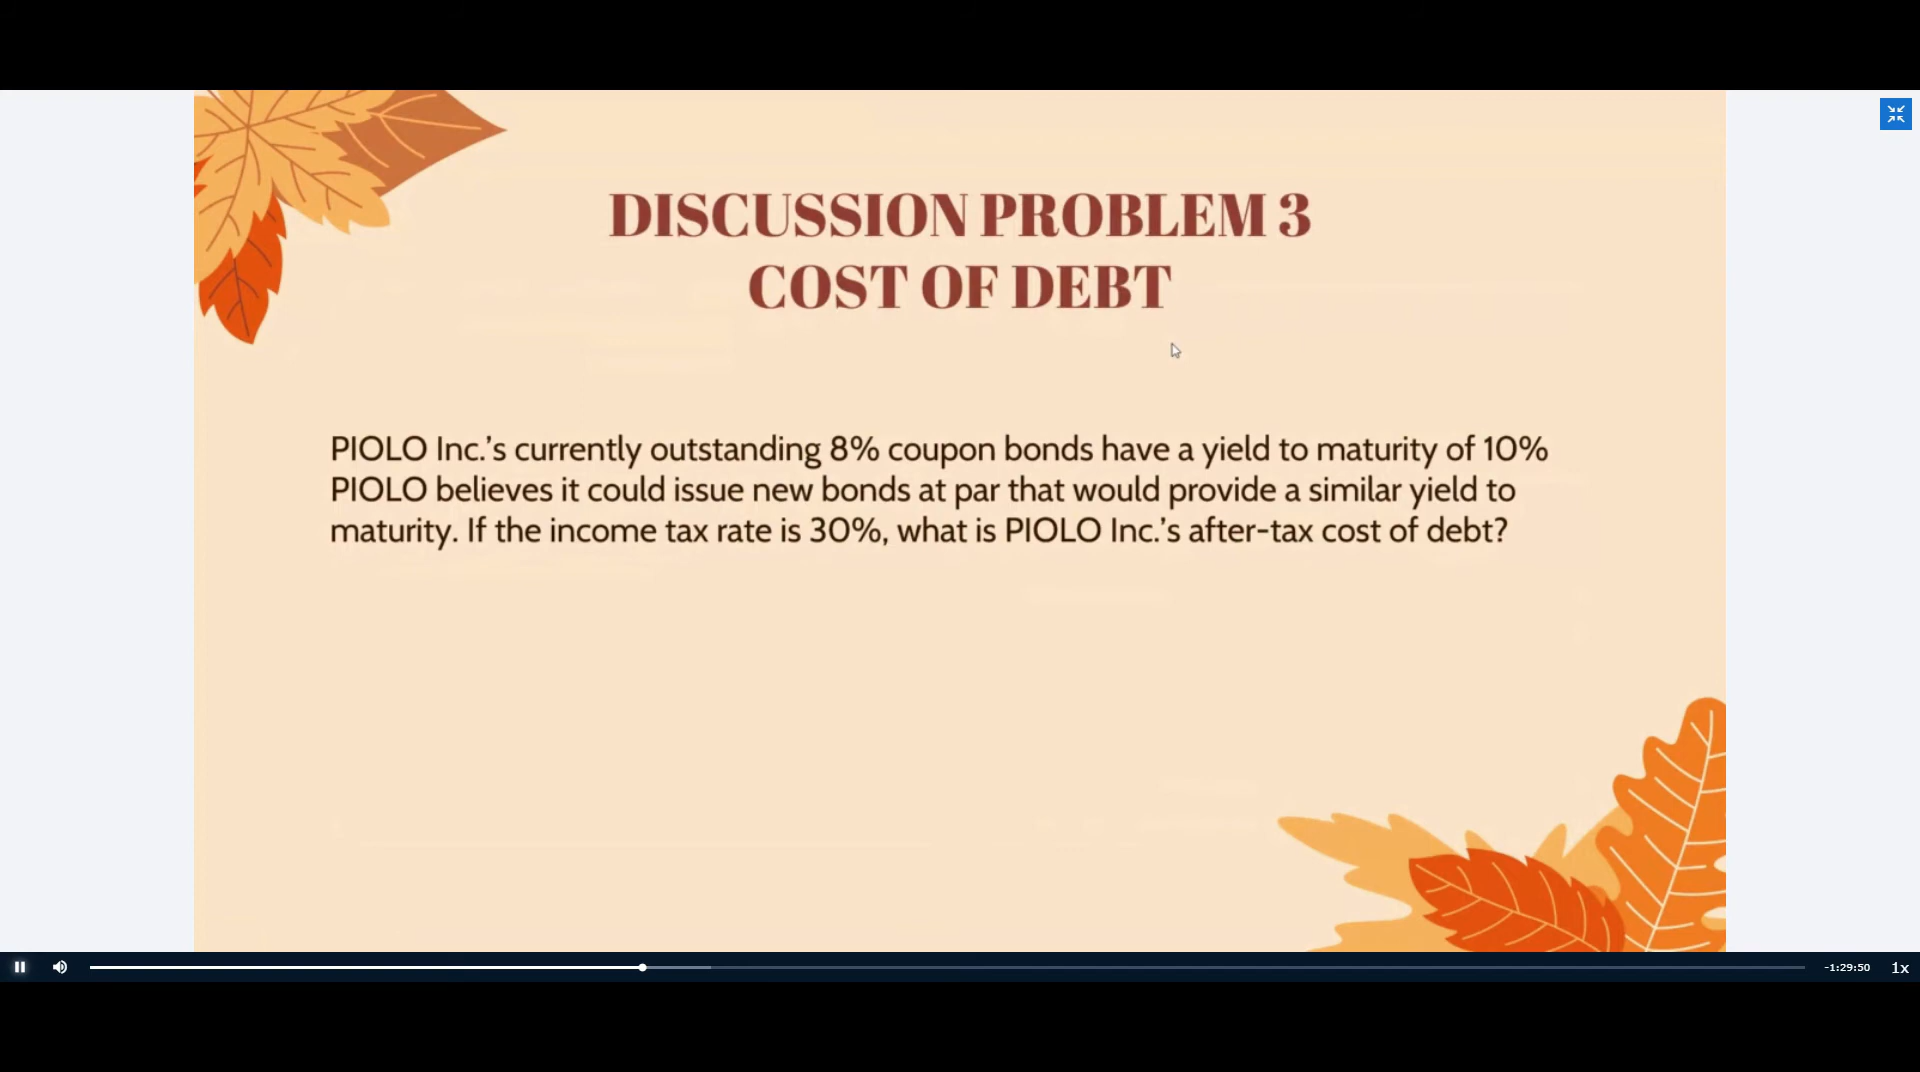 DISCUSSION PROBLEM 3
COST OF DEBT
PIOLO Inc.’s currently outstanding 8% coupon bonds have a yield to maturity of 10%
PIOLO believes it could issue new bonds at par that would provide a similar yield to
maturity. If the income tax rate is 30%, what is PIOLO Inc.’s after-tax cost of debt?
-1:29:50
1x